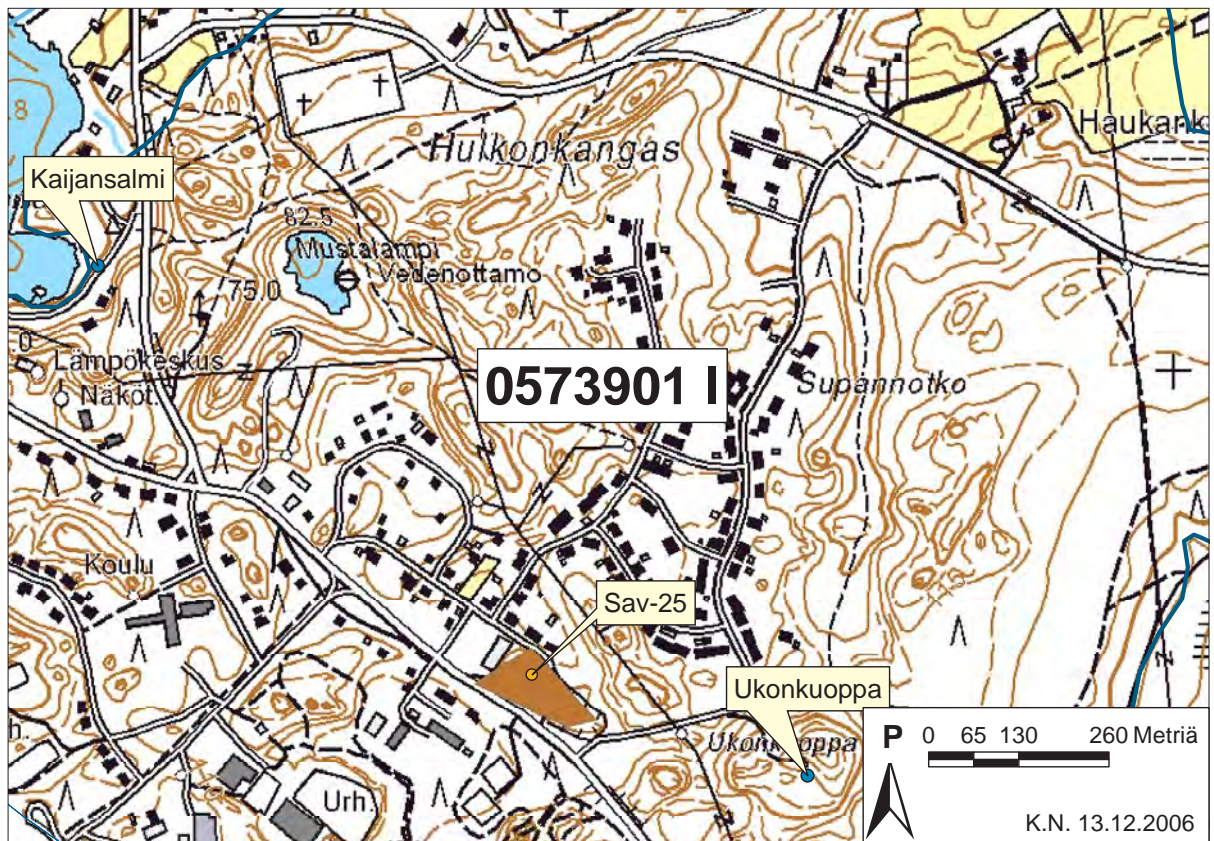 Hulkonkangas
Haukank
Kaijansalmi
82.5
Mustalampi
Vedenottamo
75.0
Lämpökeskus
Näköt.
0573901 I
Supannotko
Koulu
Sav-25
Ukonkuoppa
Ukonkuoppa
Urh.
h.
P 0 65 130 260 Metriä
K.N. 13.12.2006